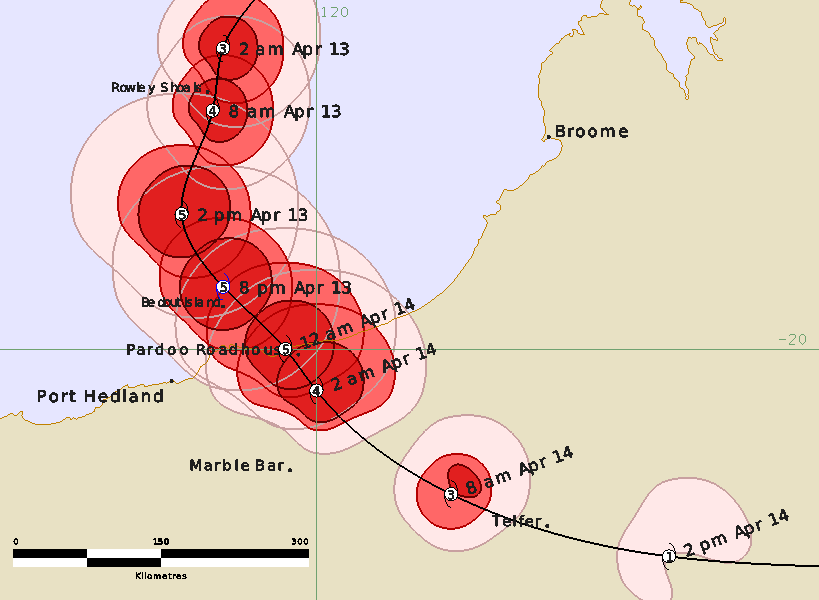 120
3 2 am Apr 13
Rowley Shoals
4 8 am Apr 13
Broome
5 2 pm Apr 13
5 8 pm Apr 13
Bedout Island
12 am Apr 14
-20
Pardoo Roadhouse 5
2 am Apr 14
4
Port Hedland
Marble Bar
8 am Apr 14
3
Telfer
2 pm Apr 14
1
0 150 300
Kilometres